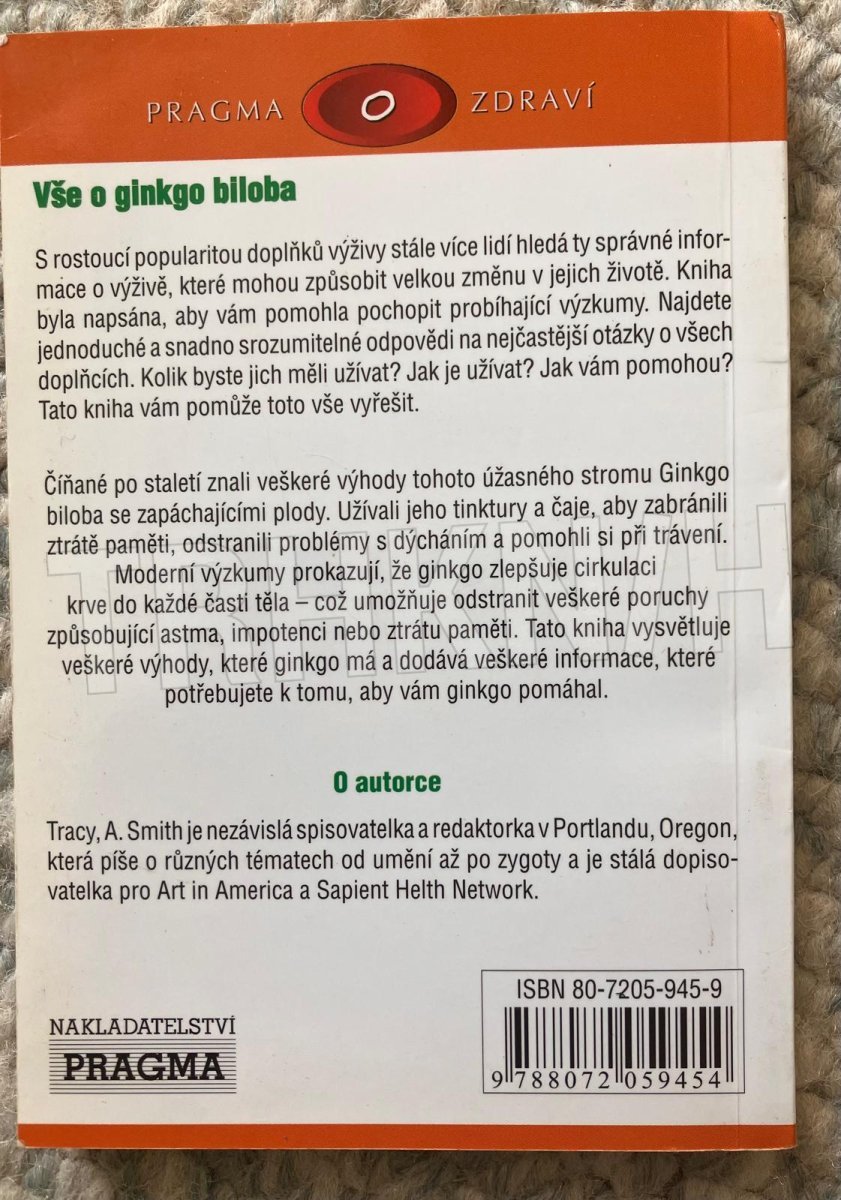 PRAGMA O ZDRAVÍ
Vše o ginkgo biloba
S rostoucí popularitou doplňků výživy stále více lidí hledá ty správné infor-
mace o výživě, které mohou způsobit velkou změnu v jejich životě. Kniha
byla napsána, aby vám pomohla pochopit probíhající výzkumy. Najdete
jednoduché a snadno srozumitelné odpovědi na nejčastější otázky o všech
doplňcích. Kolik byste jich měli užívat? Jak je užívat? Jak vám pomohou?
Tato kniha vám pomůže toto vše vyřešit.
Číňané po staletí znali veškeré výhody tohoto úžasného stromu Ginkgo
biloba se zapáchajícími plody. Užívali jeho tinktury a čaje, aby zabránili
ztrátě paměti, odstranili problémy s dýcháním a pomohli si při trávení.
Moderní výzkumy prokazují, že ginkgo zlepšuje cirkulaci
krve do každé části těla – což umožňuje odstranit veškeré poruchy
způsobující astma, impotenci nebo ztrátu paměti. Tato kniha vysvětluje
veškeré výhody, které ginkgo má a dodává veškeré informace, které
potřebujete k tomu, aby vám ginkgo pomáhal.
O autorce
Tracy, A. Smith je nezávislá spisovatelka a redaktorka v Portlandu, Oregon,
která píše o různých tématech od umění až po zygoty a je stálá dopiso-
vatelka pro Art in America a Sapient Helth Network.
ISBN 80-7205-945-9
9 788072 059454
NAKLADATELSTVÍ
PRAGMA